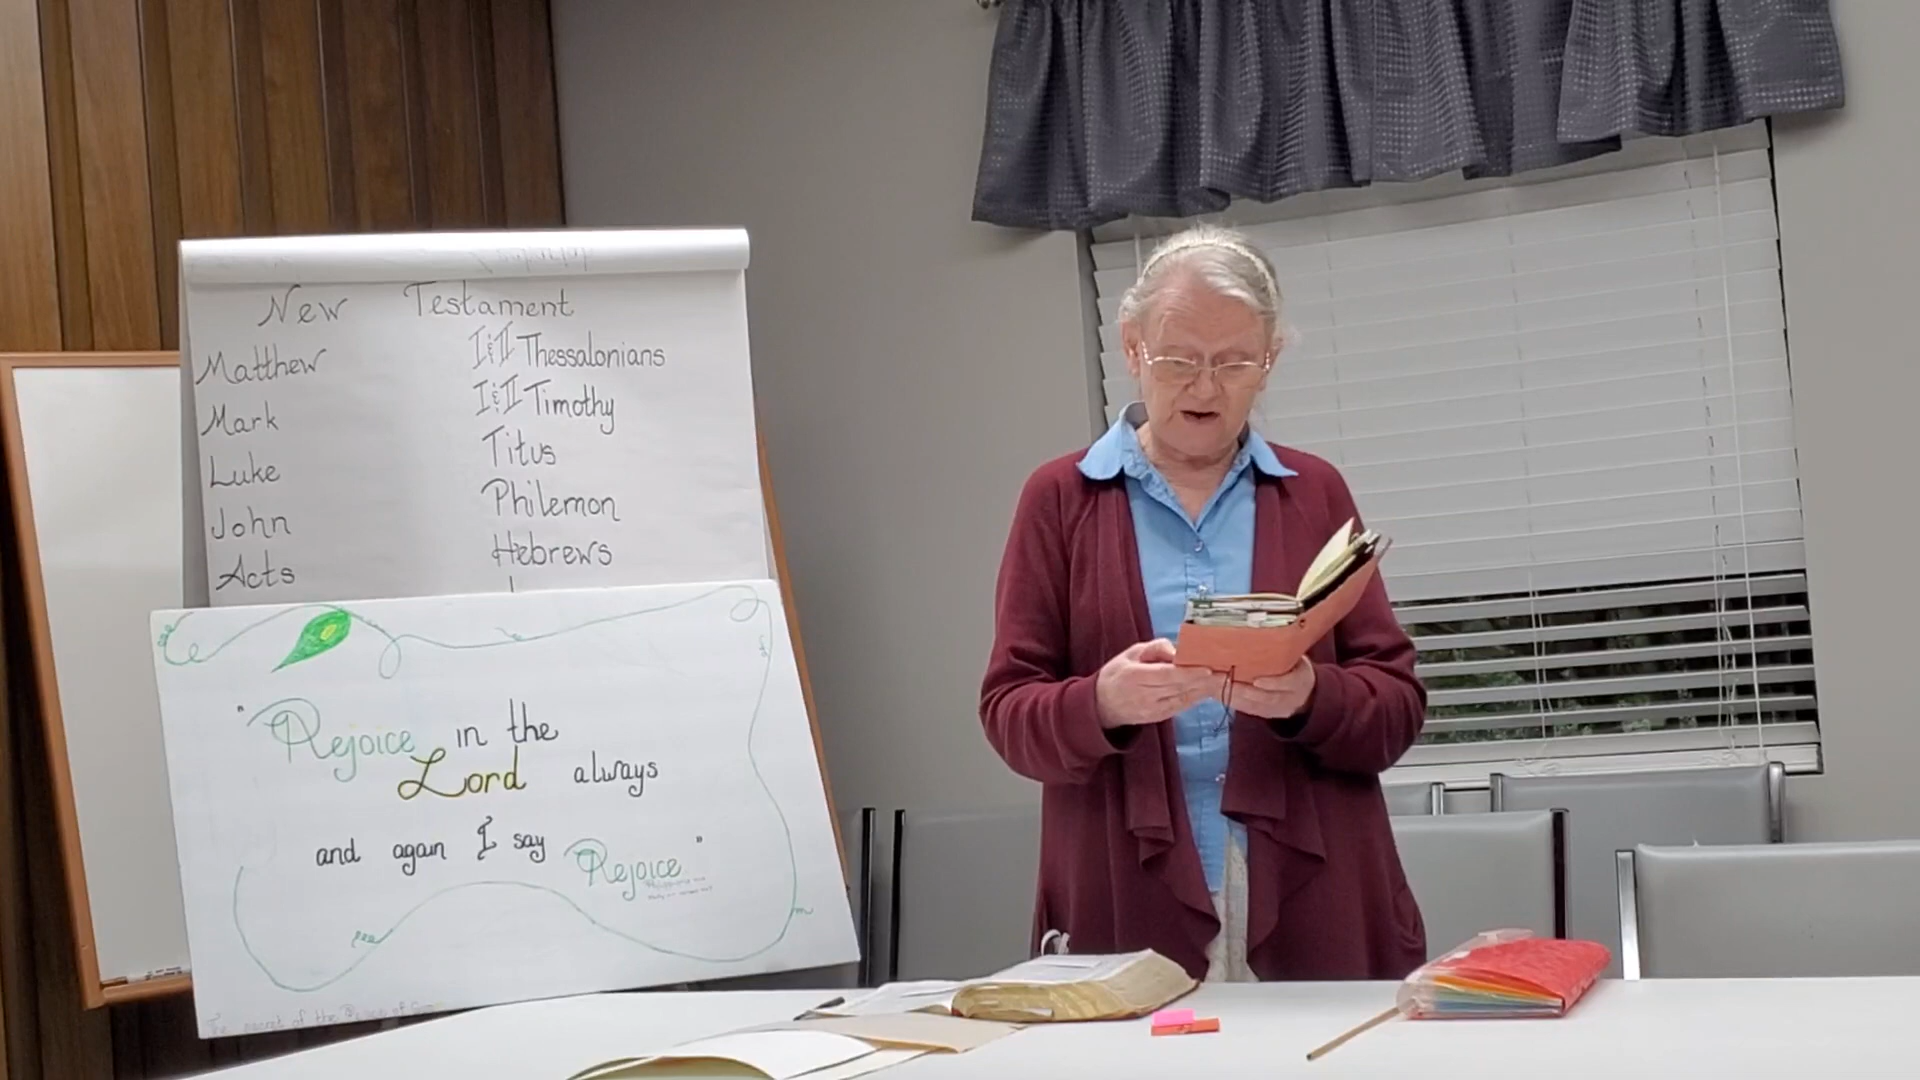 New Testament
Matthew
Mark
Luke
John
Acts
I & II Thessalonians
I & II Timothy
Titus
Philemon
Hebrews
"Rejoice in the
Lord always
and again I say
Rejoice"